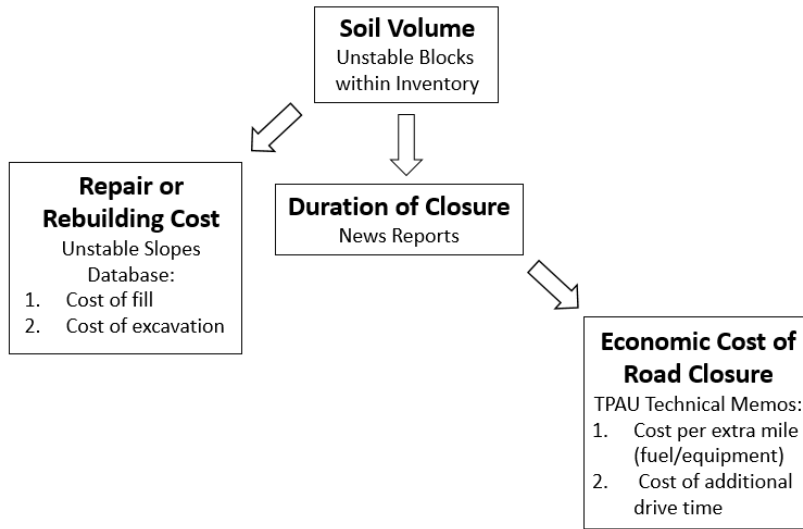 Soil Volume
Unstable Blocks
within Inventory
Repair or
Rebuilding Cost
Unstable Slopes
Database:
1. Cost of fill
2. Cost of excavation
Duration of Closure
News Reports
Economic Cost of
Road Closure
TPAU Technical Memos:
1. Cost per extra mile
(fuel/equipment)
2. Cost of additional
drive time